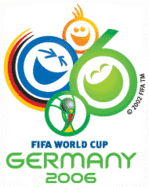 © 2002 FIFA TM
FIFA WORLD CUP
GERMANY
2006